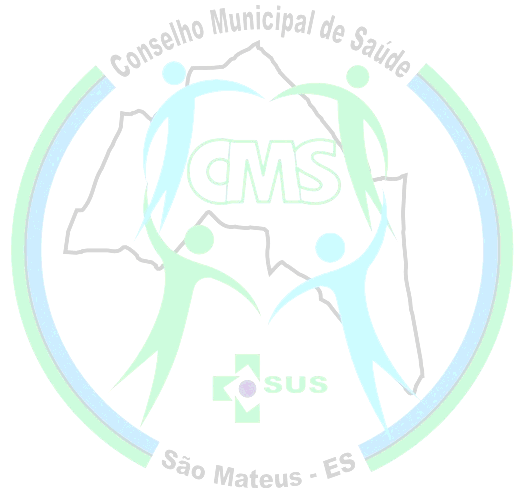 Conselho Municipal de Saúde
CMS
SUS
São Mateus - ES